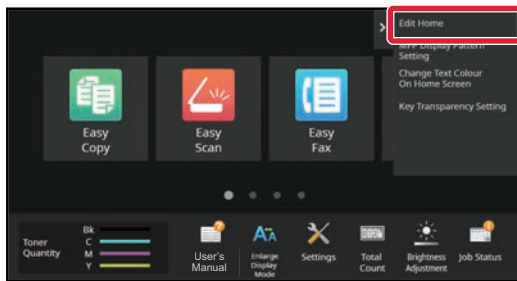 Edit Home
MFP Display Pattern
Setting
Change Text Colour
On Home Screen
Key Transparency Setting
Easy
Copy
Easy
Scan
Easy
Fax
Toner
Quantity
Bk
C
M
Y
User's
Manual
Enlarge
Display
Mode
Settings
Total
Count
Brightness
Adjustment
Job Status